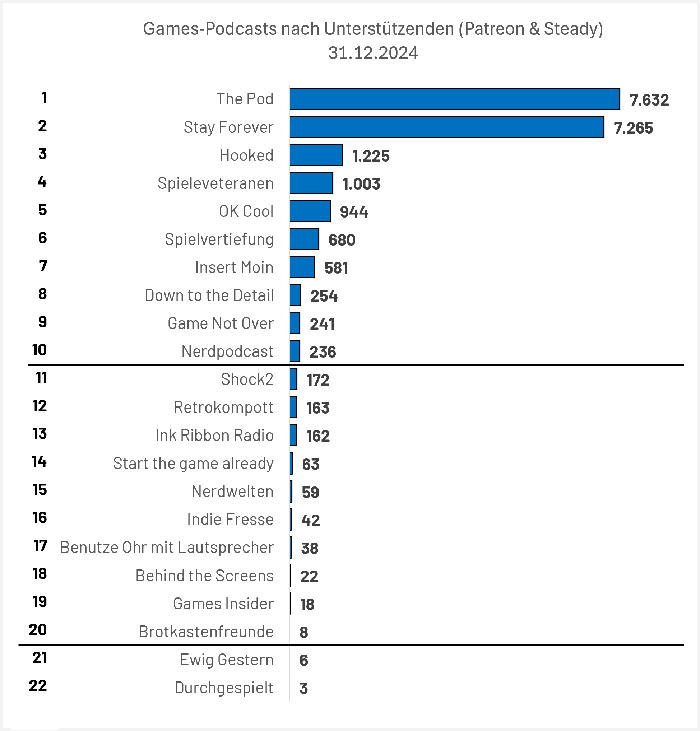 Games-Podcasts nach Unterstützenden (Patreon & Steady)
31.12.2024
1 The Pod 7.632
2 Stay Forever 7.265
3 Hooked 1.225
4 Spieleveteranen 1.003
5 OK Cool 944
6 Spielvertiefung 680
7 Insert Moin 581
8 Down to the Detail 254
9 Game Not Over 241
10 Nerdpodcast 236
11 Shock2 172
12 Retrokompott 163
13 Ink Ribbon Radio 162
14 Start the game already 63
15 Nerdwelten 59
16 Indie Fresse 42
17 Benutze Ohr mit Lautsprecher 38
18 Behind the Screens 22
19 Games Insider 18
20 Brotkastenfreunde 8
21 Ewig Gestern 6
22 Durchgespielt 3